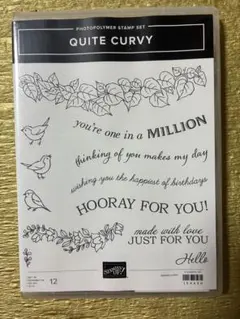 PHOTOPOLYMER STAMP SET
QUITE CURVY
you're one in a MILLION
thinking of you makes my day
wishing you the happiest of birthdays
HOORAY FOR YOU!
made with love
JUST FOR YOU
Hello
12